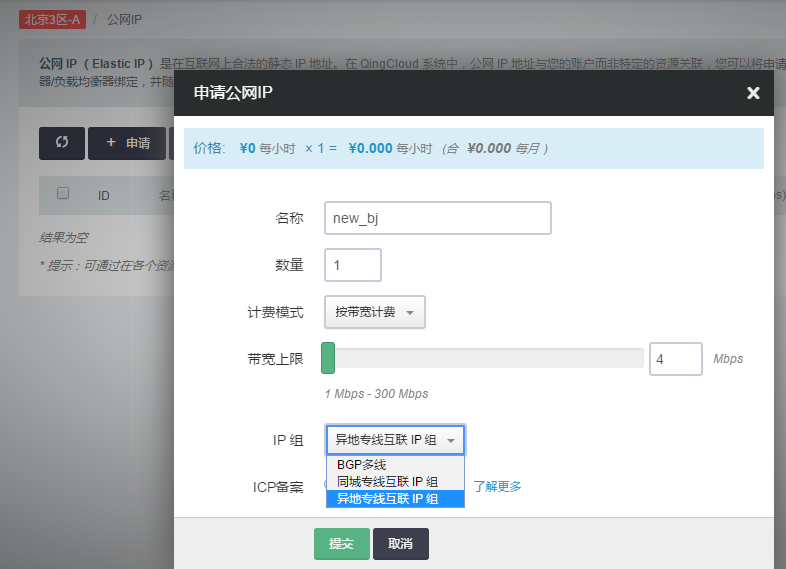 北京3区-A / 公网IP
公网 IP（ Elastic IP ）是在互联网上合法的静态 IP 地址。在 QingCloud 系统中，公网 IP 地址与您的账户而非特定的资源关联，您可以将申请
器/负载均衡器绑定，并随
申请公网IP
价格: ¥0 每小时 × 1 = ¥0.000 每小时 (合 ¥0.000 每月 )
+ 申请
ID
名称 new_bj
结果为空
数量 1
* 提示：可通过在各个资源
计费模式 按带宽计费
带宽上限 4 Mbps
1 Mbps - 300 Mbps
IP 组 异地专线互联 IP 组
BGP多线
同城专线互联 IP 组
异地专线互联 IP 组
ICP备案 了解更多
提交 取消